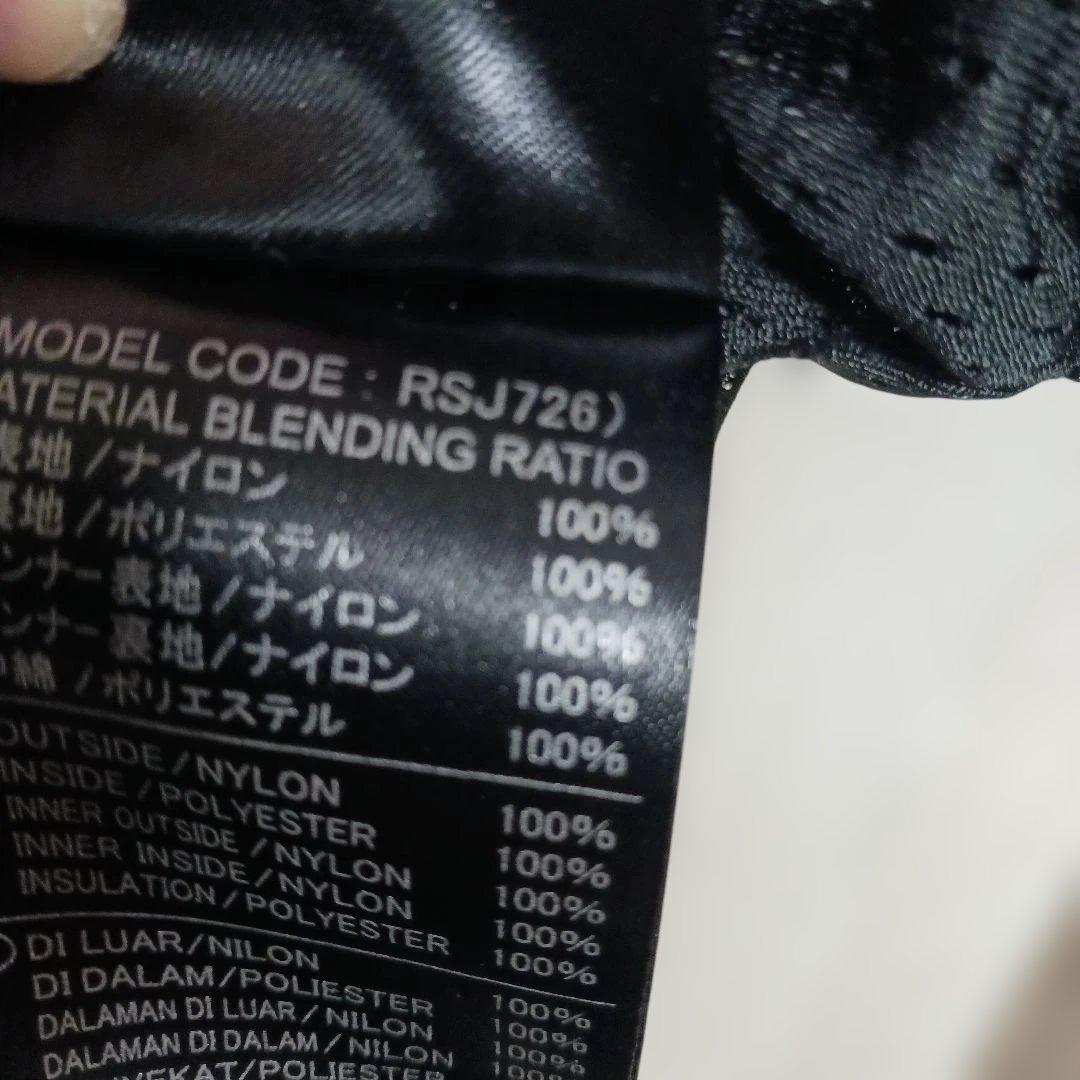 MODEL CODE : RSJ726)
MATERIAL BLENDING RATIO
表地/ナイロン 100%
裏地/ポリエステル 100%
ンナー 表地/ナイロン 100%
ンナー 裏地/ナイロン 100%
綿 /ポリエステル 100%
OUTSIDE/NYLON 100%
INSIDE/POLYESTER 100%
INNER OUTSIDE/NYLON 100%
INNER INSIDE/NYLON 100%
INSULATION/POLYESTER 100%
DI LUAR/NILON 100%
DI DALAM/POLIESTER 100%
DALAMAN DI LUAR/NILON 100%
DALAMAN DI DALAM/NILON 100%
YEKAT/POLIESTER